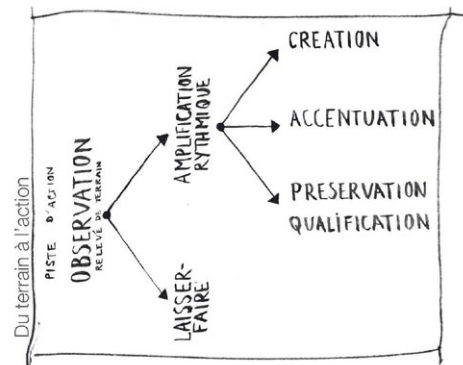 Du terrain à l'action
PISTE D'ACTION
OBSERVATION
RELEVÉ DE TERRAIN
LAISSER-
FAIRE
AMPLIFICATION
RYTHMIQUE
CREATION
ACCENTUATION
PRESERVATION
QUALIFICATION